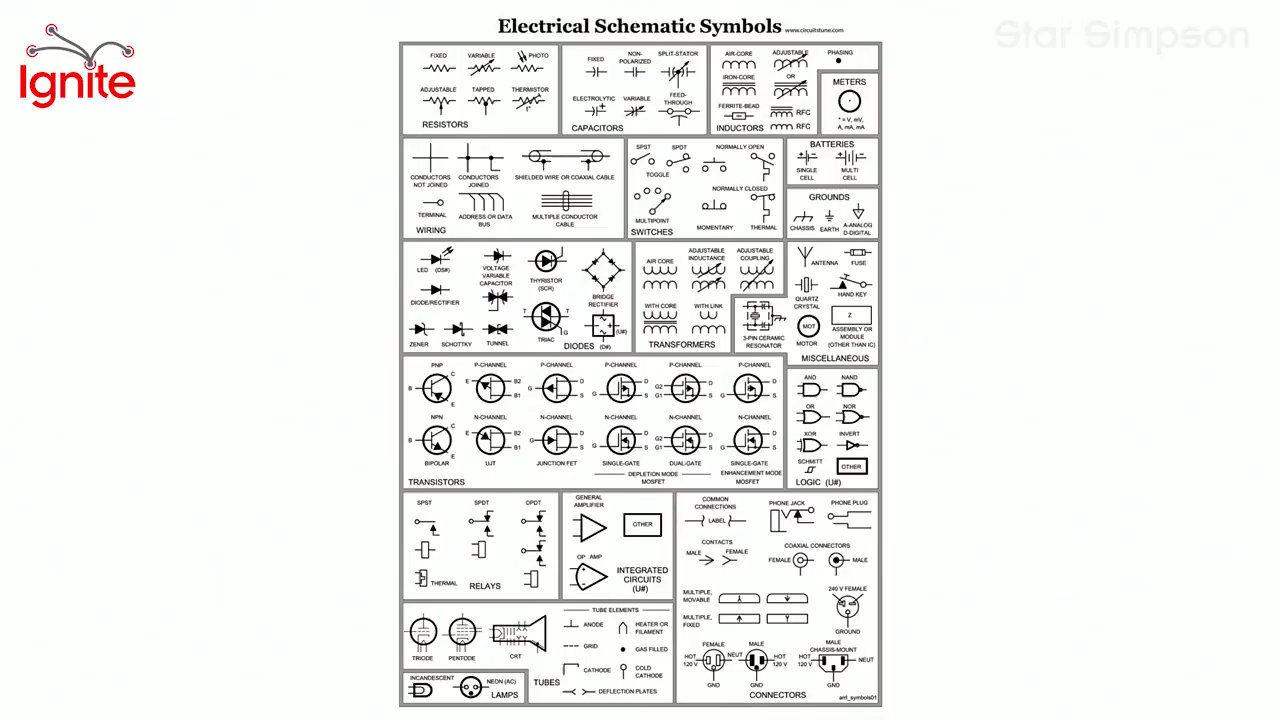 Electrical Schematic Symbols www.circuitstune.com
Star Simpson
Ignite
FIXED VARIABLE PHOTO
ADJUSTABLE TAPPED THERMISTOR
t°
RESISTORS
FIXED NON-POLARIZED SPLIT-STATOR
ELECTROLYTIC VARIABLE FEED-THROUGH
CAPACITORS
AIR-CORE ADJUSTABLE
IRON-CORE OR
FERRITE-BEAD RFC
INDUCTORS RFC
PHASING
METERS
*
* = V, mV,
A, mA, mA
CONDUCTORS NOT JOINED
CONDUCTORS JOINED
SHIELDED WIRE OR COAXIAL CABLE
TERMINAL
ADDRESS OR DATA BUS
MULTIPLE CONDUCTOR CABLE
WIRING
SPST SPDT NORMALLY OPEN
TOGGLE
NORMALLY CLOSED
MULTIPOINT MOMENTARY THERMAL
SWITCHES
BATTERIES
SINGLE CELL
MULTI CELL
GROUNDS
CHASSIS EARTH A-ANALOG
D-DIGITAL
LED (DS#)
VOLTAGE VARIABLE CAPACITOR
THYRISTOR (SCR)
BRIDGE RECTIFIER
DIODE/RECTIFIER
T T
G
TRIAC
(U#)
(D#)
ZENER SCHOTTKY TUNNEL
DIODES
AIR CORE
ADJUSTABLE INDUCTANCE
ADJUSTABLE COUPLING
WITH CORE WITH LINK
TRANSFORMERS
3-PIN CERAMIC RESONATOR
ANTENNA FUSE
QUARTZ CRYSTAL
HAND KEY
MOT
MOTOR
Z
ASSEMBLY OR MODULE
(OTHER THAN IC)
MISCELLANEOUS
PNP P-CHANNEL P-CHANNEL P-CHANNEL P-CHANNEL P-CHANNEL
B C E E B2 B1 G D S G D S G2 G1 D S G D S
NPN N-CHANNEL N-CHANNEL N-CHANNEL N-CHANNEL N-CHANNEL
B C E E B2 B1 G D S G D S G2 G1 D S G D S
BIPOLAR UJT JUNCTION FET SINGLE-GATE DUAL-GATE SINGLE-GATE
DEPLETION MODE MOSFET
ENHANCEMENT MODE MOSFET
TRANSISTORS
AND NAND
OR NOR
XOR INVERT
SCHMITT OTHER
LOGIC (U#)
SPST SPDT DPDT
THERMAL
RELAYS
GENERAL AMPLIFIER
OTHER
OP AMP
INTEGRATED CIRCUITS (U#)
COMMON CONNECTIONS
LABEL
PHONE JACK
PHONE PLUG
CONTACTS
MALE FEMALE
COAXIAL CONNECTORS
FEMALE MALE
MULTIPLE, MOVABLE
MULTIPLE, FIXED
240 V FEMALE
GROUND
FEMALE MALE
MALE CHASSIS-MOUNT
HOT 120 V NEUT HOT 120 V HOT 120 V NEUT
GND GND GND
CONNECTORS
arrl_symbols01
TRIODE PENTODE CRT
TUBE ELEMENTS
ANODE HEATER OR FILAMENT
GRID GAS FILLED
CATHODE COLD CATHODE
DEFLECTION PLATES
TUBES
INCANDESCENT NEON (AC)
LAMPS